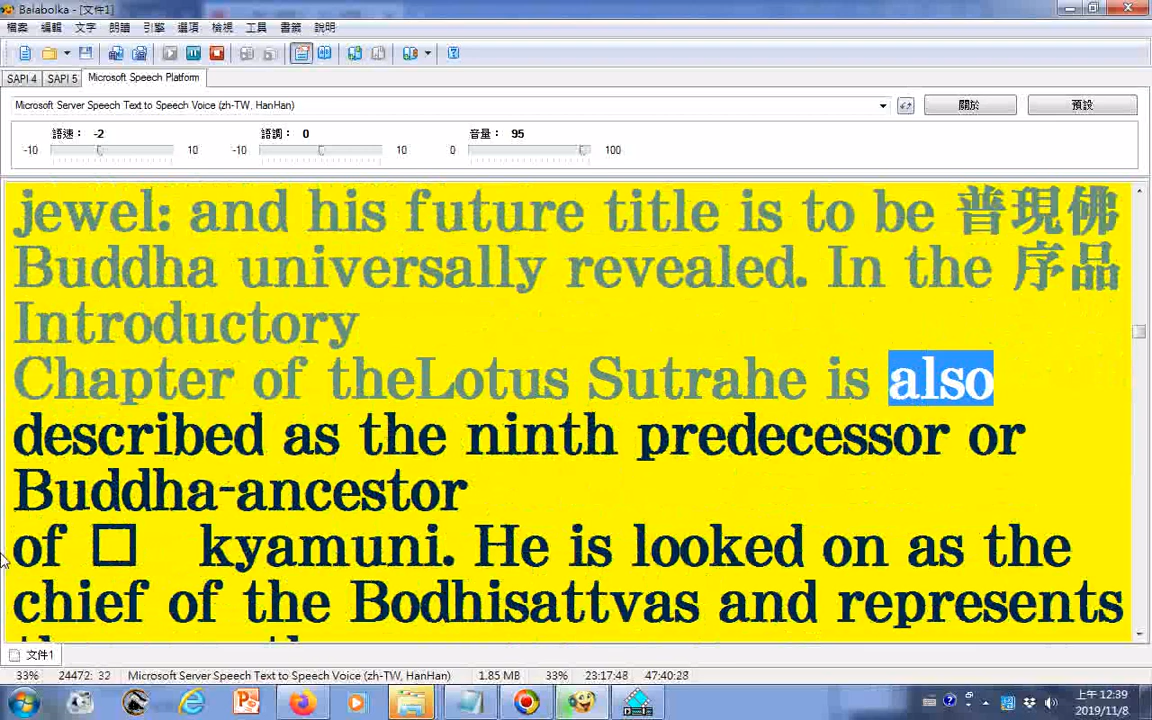 Balabolka - [文件1]
檔案 編輯 文字 朗讀 引擎 選項 檢視 工具 書籤 說明
SAPI 4 SAPI 5 Microsoft Speech Platform
Microsoft Server Speech Text to Speech Voice (zh-TW, HanHan) 關於 預設
語速： -2 語調： 0 音量： 95
-10 10 -10 10 0 100
jewel: and his future title is to be 普現佛
Buddha universally revealed. In the 序品
Introductory
Chapter of theLotus Sutrahe is also
described as the ninth predecessor or
Buddha-ancestor
of □ kyamuni. He is looked on as the
chief of the Bodhisattvas and represents
文件1
33% 24472: 32 Microsoft Server Speech Text to Speech Voice (zh-TW, HanHan) 1.85 MB 33% 23:17:48 47:40:28
上午 12:39
2019/11/8